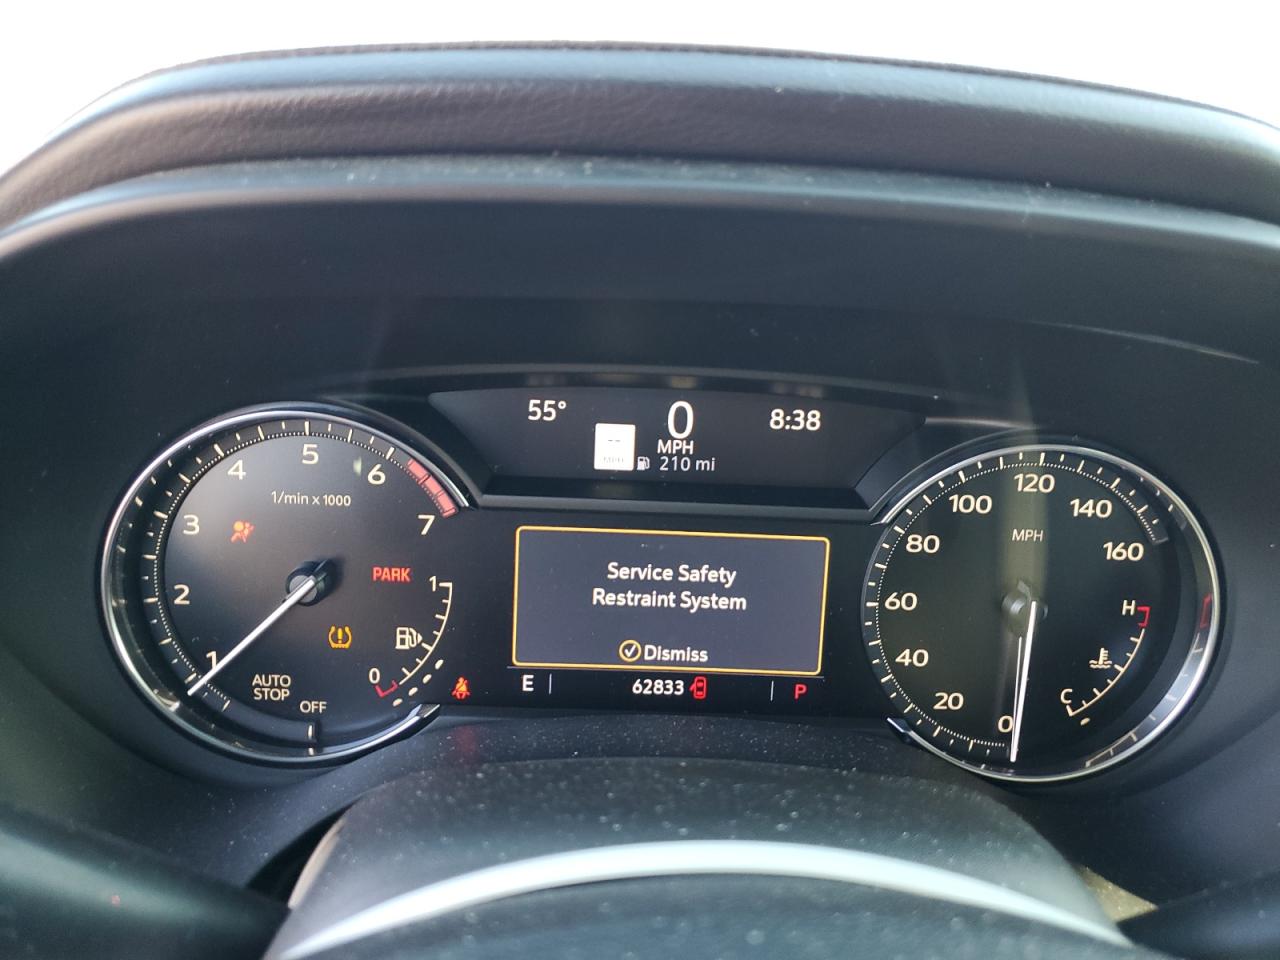 55°
0
MPH
8:38
--
MPH
210 mi
1
2
3
4
5
6
7
1/min x 1000
PARK
1
0
AUTO
STOP
OFF
Service Safety
Restraint System
Dismiss
E
62833
P
0
20
40
60
80
100
120
140
160
MPH
H
C